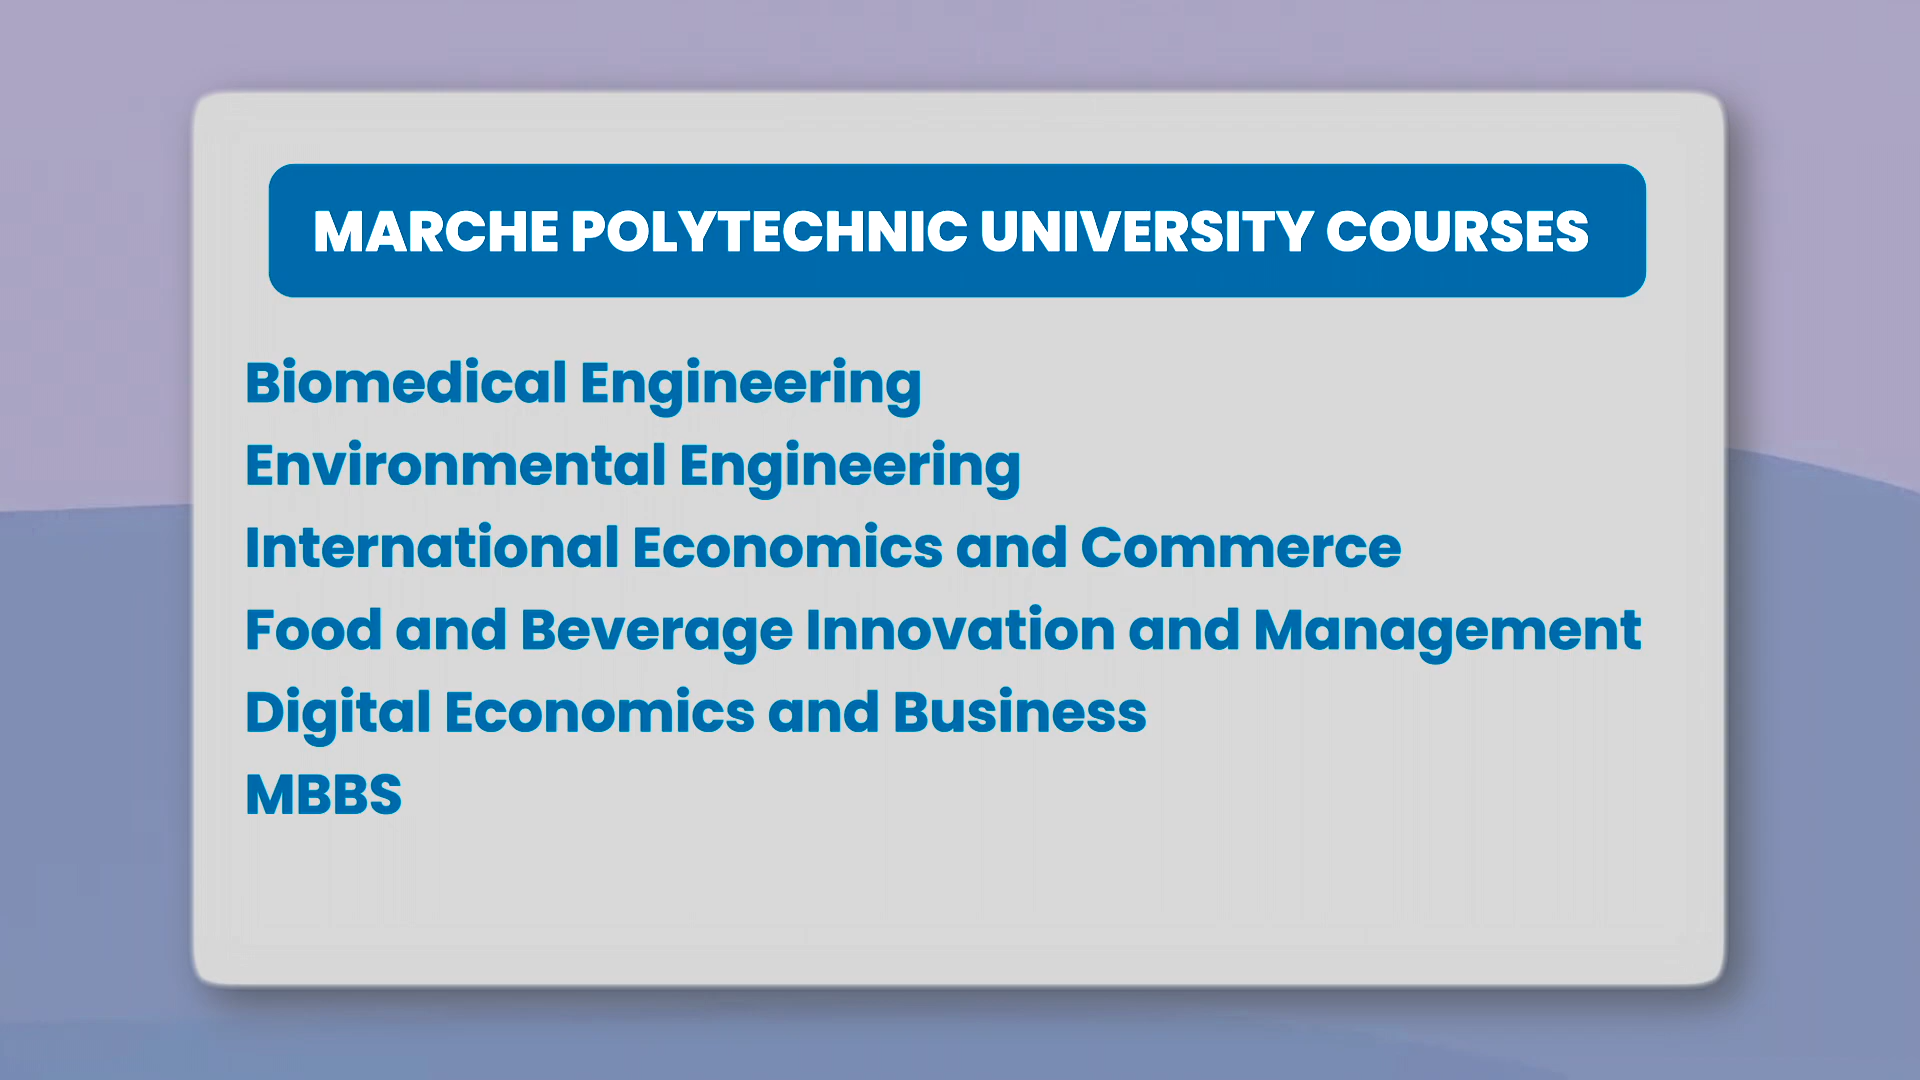 MARCHE POLYTECHNIC UNIVERSITY COURSES
Biomedical Engineering
Environmental Engineering
International Economics and Commerce
Food and Beverage Innovation and Management
Digital Economics and Business
MBBS